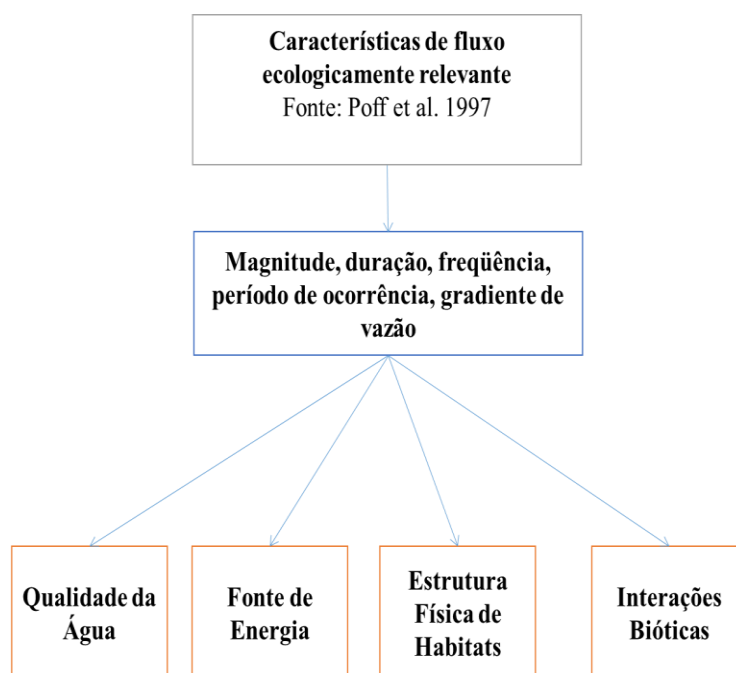 Características de fluxo
ecologicamente relevante
Fonte: Poff et al. 1997
Magnitude, duração, freqüência,
período de ocorrência, gradiente de
vazão
Qualidade da
Água
Fonte de
Energia
Estrutura
Física de
Habitats
Interações
Bióticas